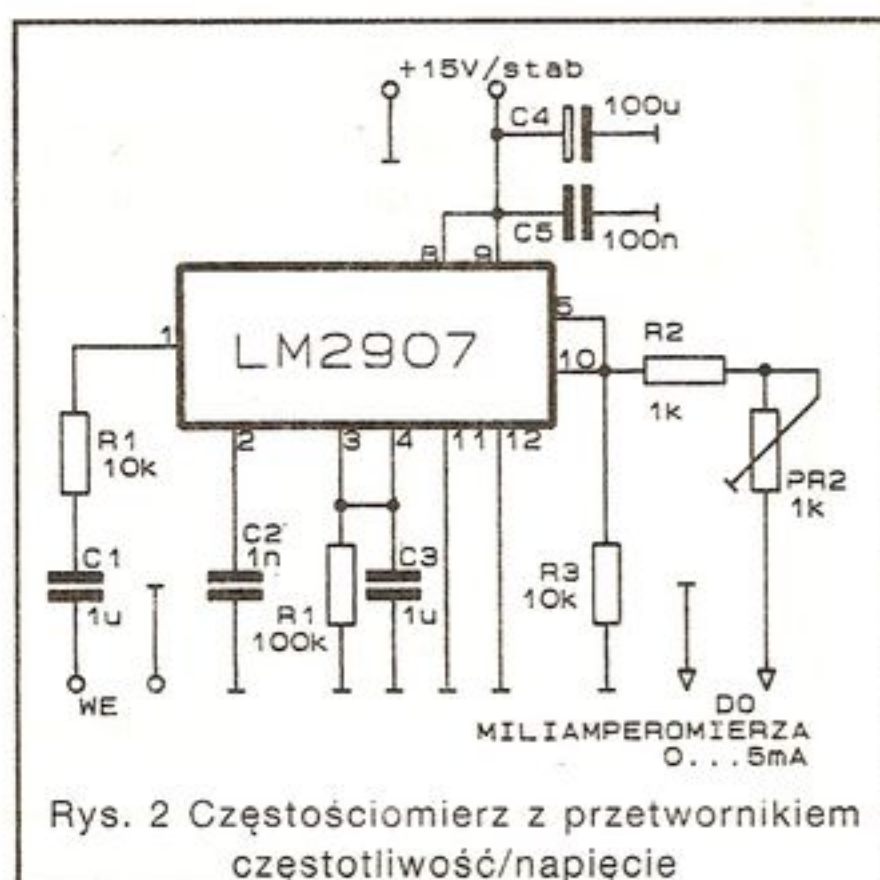 +15V/stab
C4
100u
C5
100n
8
9
1
LM2907
5
10
R2
1k
PR2
1k
2
3
4
11
12
R1
10k
C1
1u
C2
1n
R1
100k
C3
1u
R3
10k
WE
DO
MILIAMPEROMIERZA
0...5mA
Rys. 2 Częstościomierz z przetwornikiem
częstotliwość/napięcie